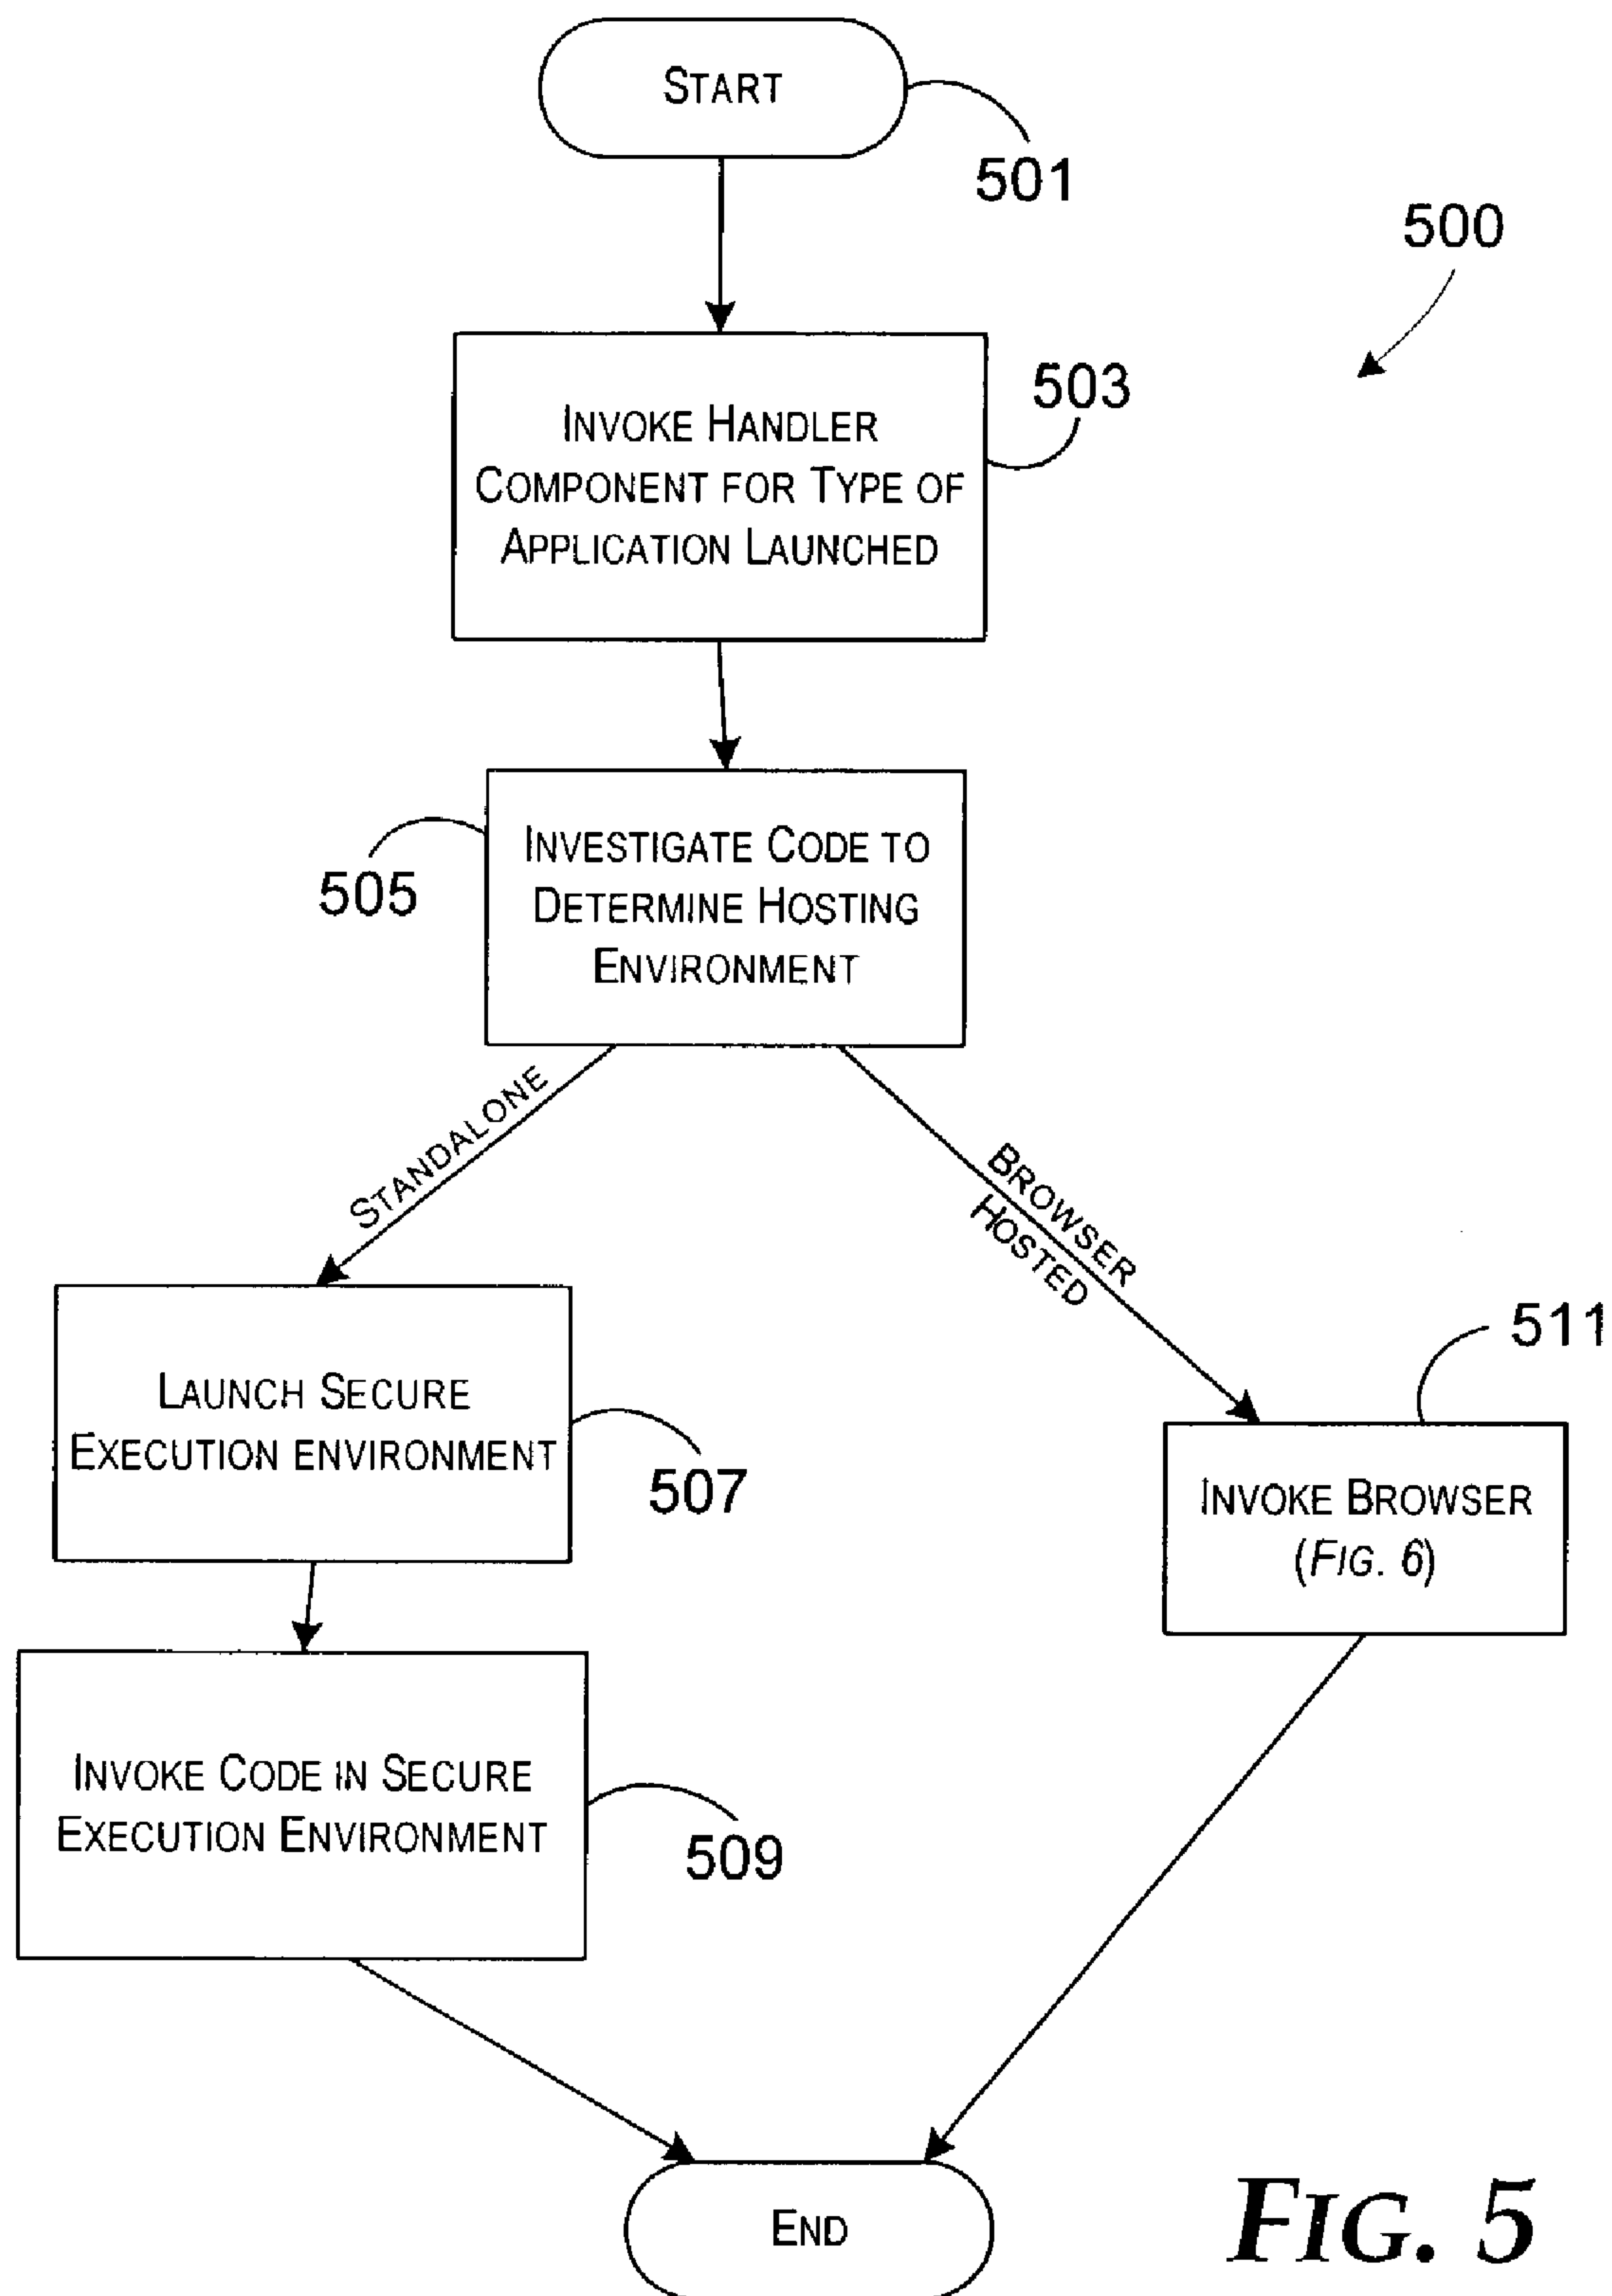 START
501
500
INVOKE HANDLER
COMPONENT FOR TYPE OF
APPLICATION LAUNCHED
503
INVESTIGATE CODE TO
DETERMINE HOSTING
ENVIRONMENT
505
STANDALONE
BROWSER
HOSTED
LAUNCH SECURE
EXECUTION ENVIRONMENT
507
511
INVOKE BROWSER
(FIG. 6)
INVOKE CODE IN SECURE
EXECUTION ENVIRONMENT
509
END
FIG. 5